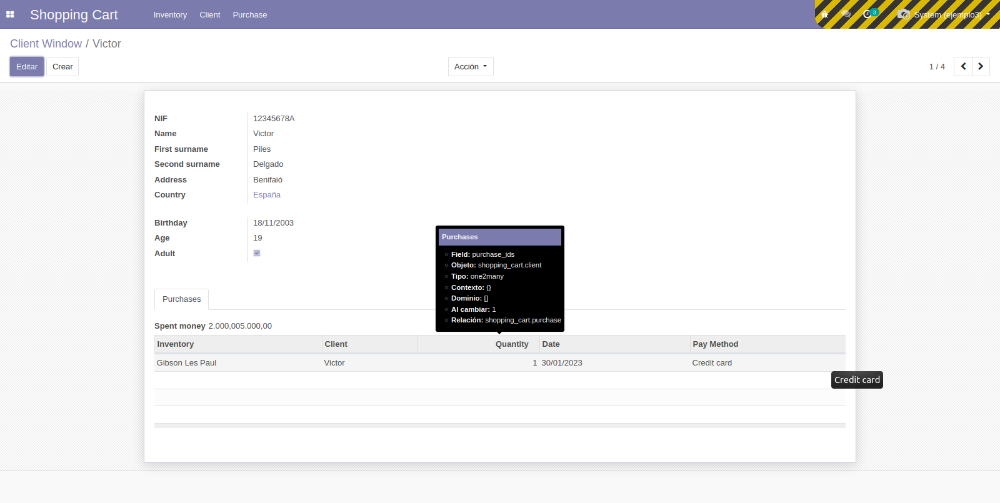 Shopping Cart Inventory Client Purchase 3 System (ejemplo3)
Client Window / Victor
Editar Crear Acción 1 / 4
NIF 12345678A
Name Victor
First surname Piles
Second surname Delgado
Address Benifaió
Country España
Birthday 18/11/2003
Age 19
Adult
Purchases
Field: purchase_ids
Objeto: shopping_cart.client
Tipo: one2many
Contexto: {}
Dominio: []
Al cambiar: 1
Relación: shopping_cart.purchase
Purchases
Spent money 2.000,005.000,00
Inventory Client Quantity Date Pay Method
Gibson Les Paul Victor 1 30/01/2023 Credit card
Credit card